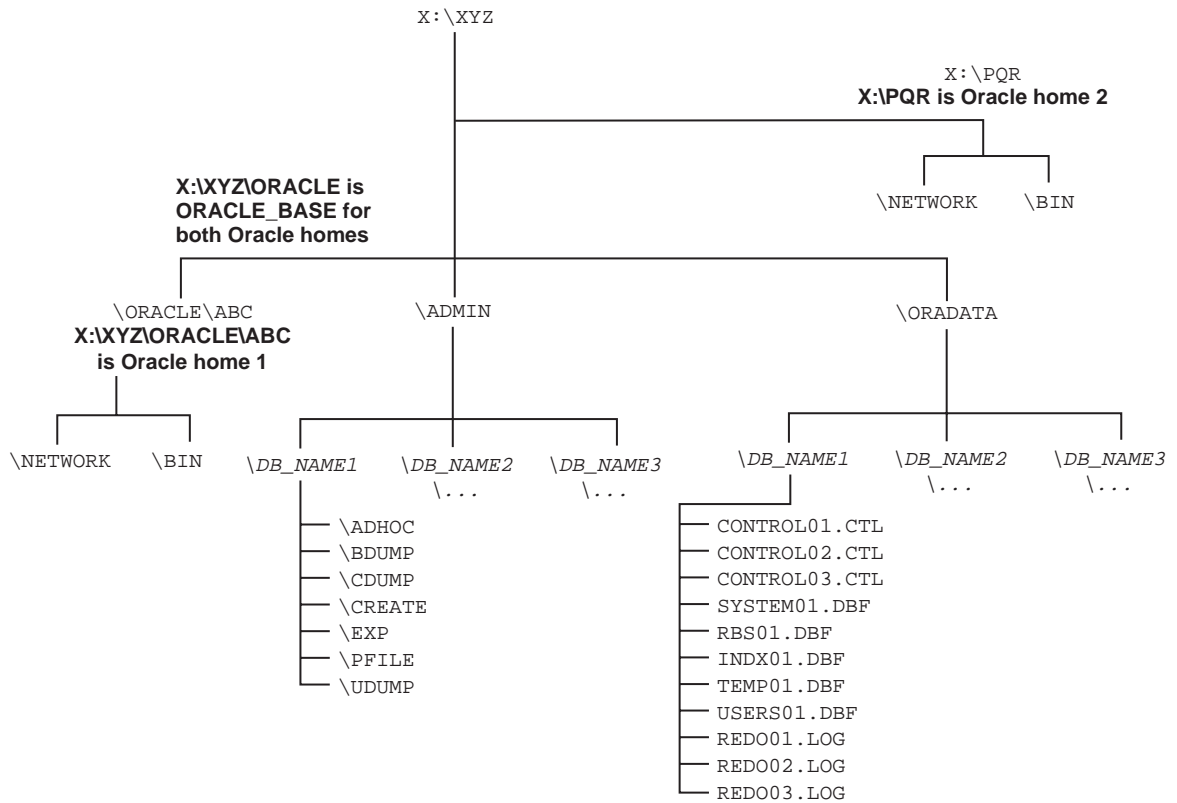 X:\XYZ
X:\PQR
X:\PQR is Oracle home 2
\NETWORK \BIN
X:\XYZ\ORACLE is
ORACLE_BASE for
both Oracle homes
\ORACLE\ABC
X:\XYZ\ORACLE\ABC
is Oracle home 1
\ADMIN
\ORADATA
\NETWORK \BIN
\DB_NAME1 \DB_NAME2 \DB_NAME3
\... \...
\ADHOC
\BDUMP
\CDUMP
\CREATE
\EXP
\PFILE
\UDUMP
\DB_NAME1 \DB_NAME2 \DB_NAME3
\... \...
CONTROL01.CTL
CONTROL02.CTL
CONTROL03.CTL
SYSTEM01.DBF
RBS01.DBF
INDX01.DBF
TEMP01.DBF
USERS01.DBF
REDO01.LOG
REDO02.LOG
REDO03.LOG